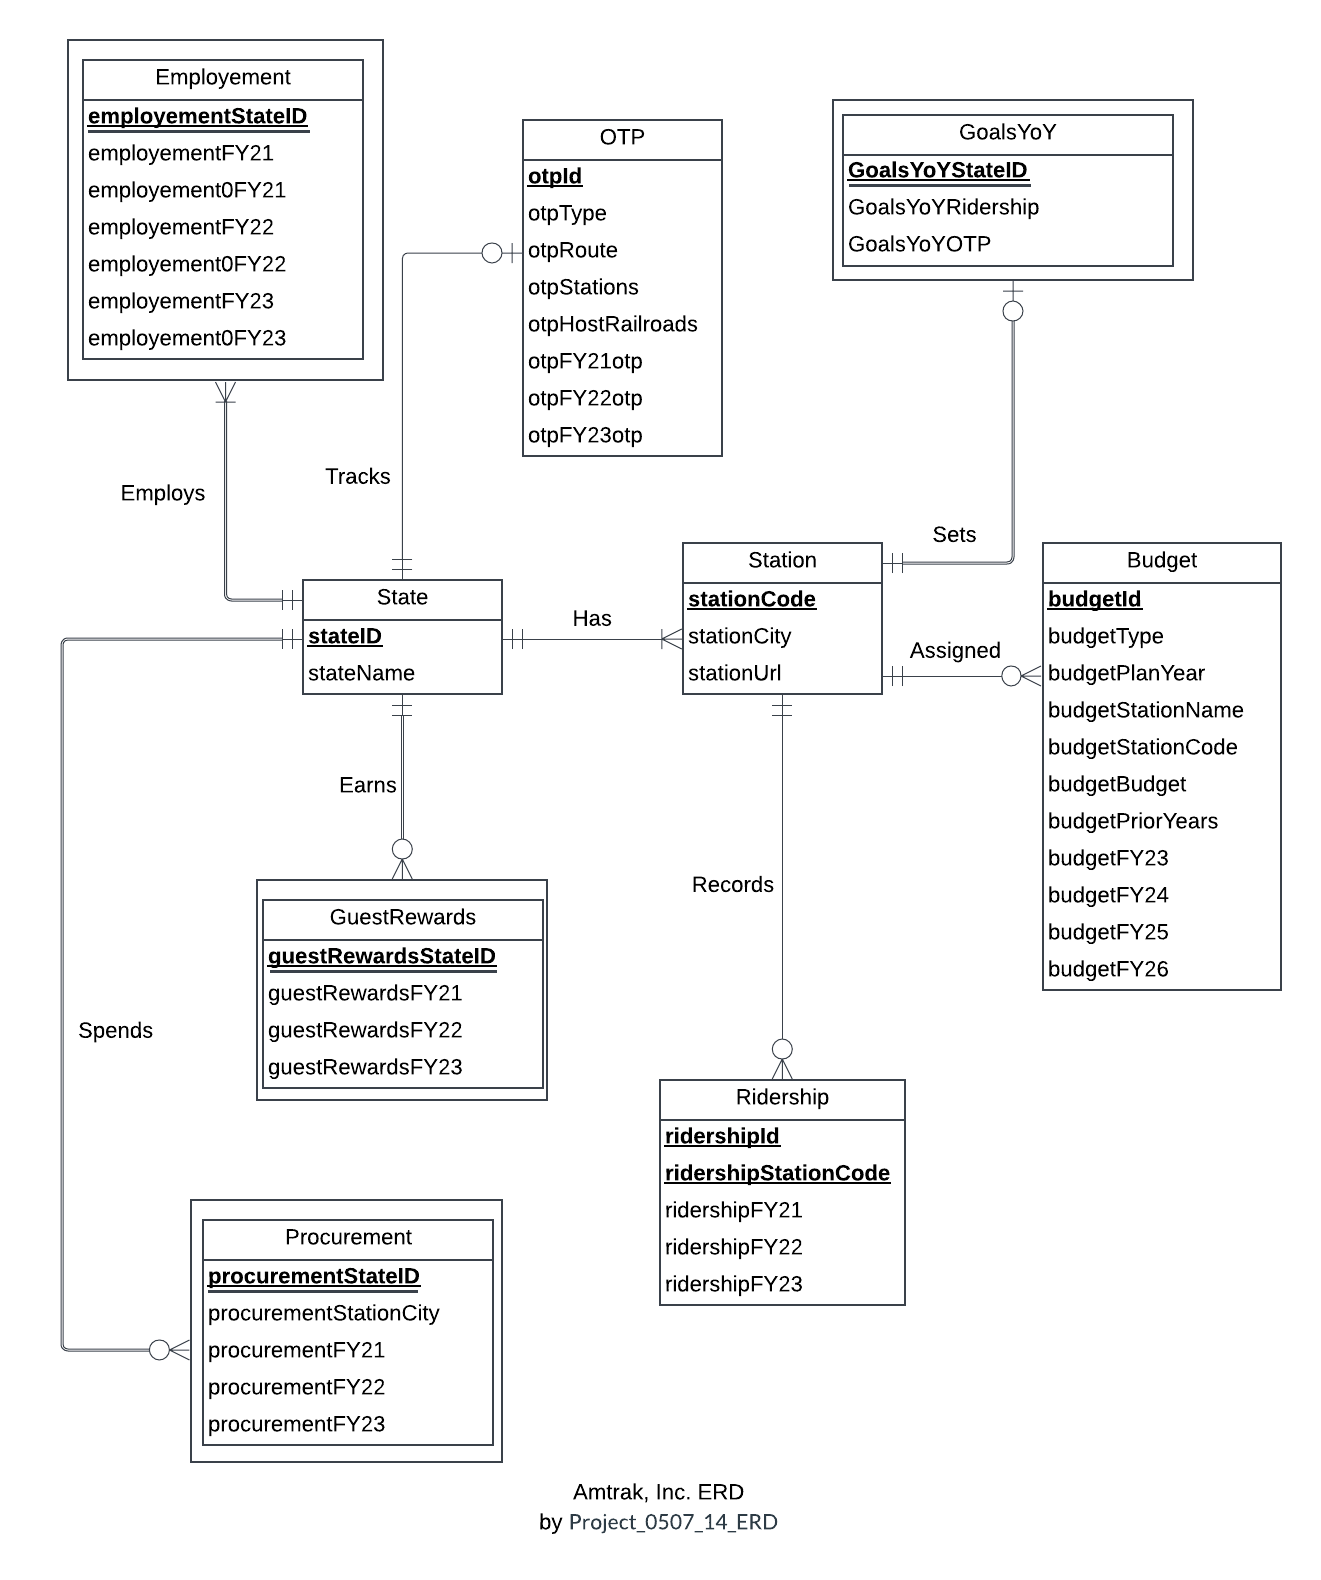 Employement
employementStateID
employementFY21
employement0FY21
employementFY22
employement0FY22
employementFY23
employement0FY23
OTP
otpId
otpType
otpRoute
otpStations
otpHostRailroads
otpFY21otp
otpFY22otp
otpFY23otp
GoalsYoY
GoalsYoYStateID
GoalsYoYRidership
GoalsYoYOTP
Employs
Tracks
Sets
State
stateID
stateName
Has
Station
stationCode
stationCity
stationUrl
Assigned
Budget
budgetId
budgetType
budgetPlanYear
budgetStationName
budgetStationCode
budgetBudget
budgetPriorYears
budgetFY23
budgetFY24
budgetFY25
budgetFY26
Earns
Records
GuestRewards
guestRewardsStateID
guestRewardsFY21
guestRewardsFY22
guestRewardsFY23
Spends
Ridership
ridershipId
ridershipStationCode
ridershipFY21
ridershipFY22
ridershipFY23
Procurement
procurementStateID
procurementStationCity
procurementFY21
procurementFY22
procurementFY23
Amtrak, Inc. ERD
by Project_0507_14_ERD